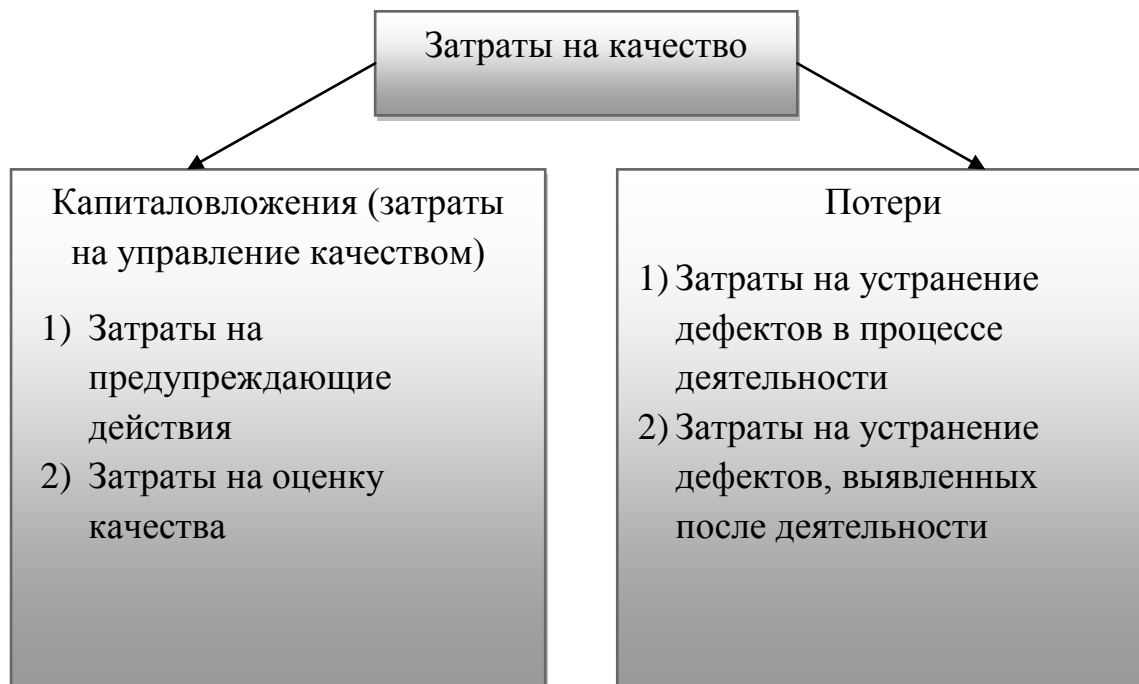 Затраты на качество
Капиталовложения (затраты
на управление качеством)
1) Затраты на
предупреждающие
действия
2) Затраты на оценку
качества
Потери
1) Затраты на устранение
дефектов в процессе
деятельности
2) Затраты на устранение
дефектов, выявленных
после деятельности